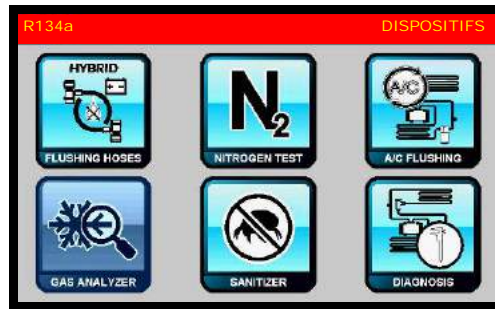 R134a DISPOSITIFS
HYBRID
FLUSHING HOSES
N2
NITROGEN TEST
A/C
A/C FLUSHING
GAS ANALYZER
SANITIZER
DIAGNOSIS